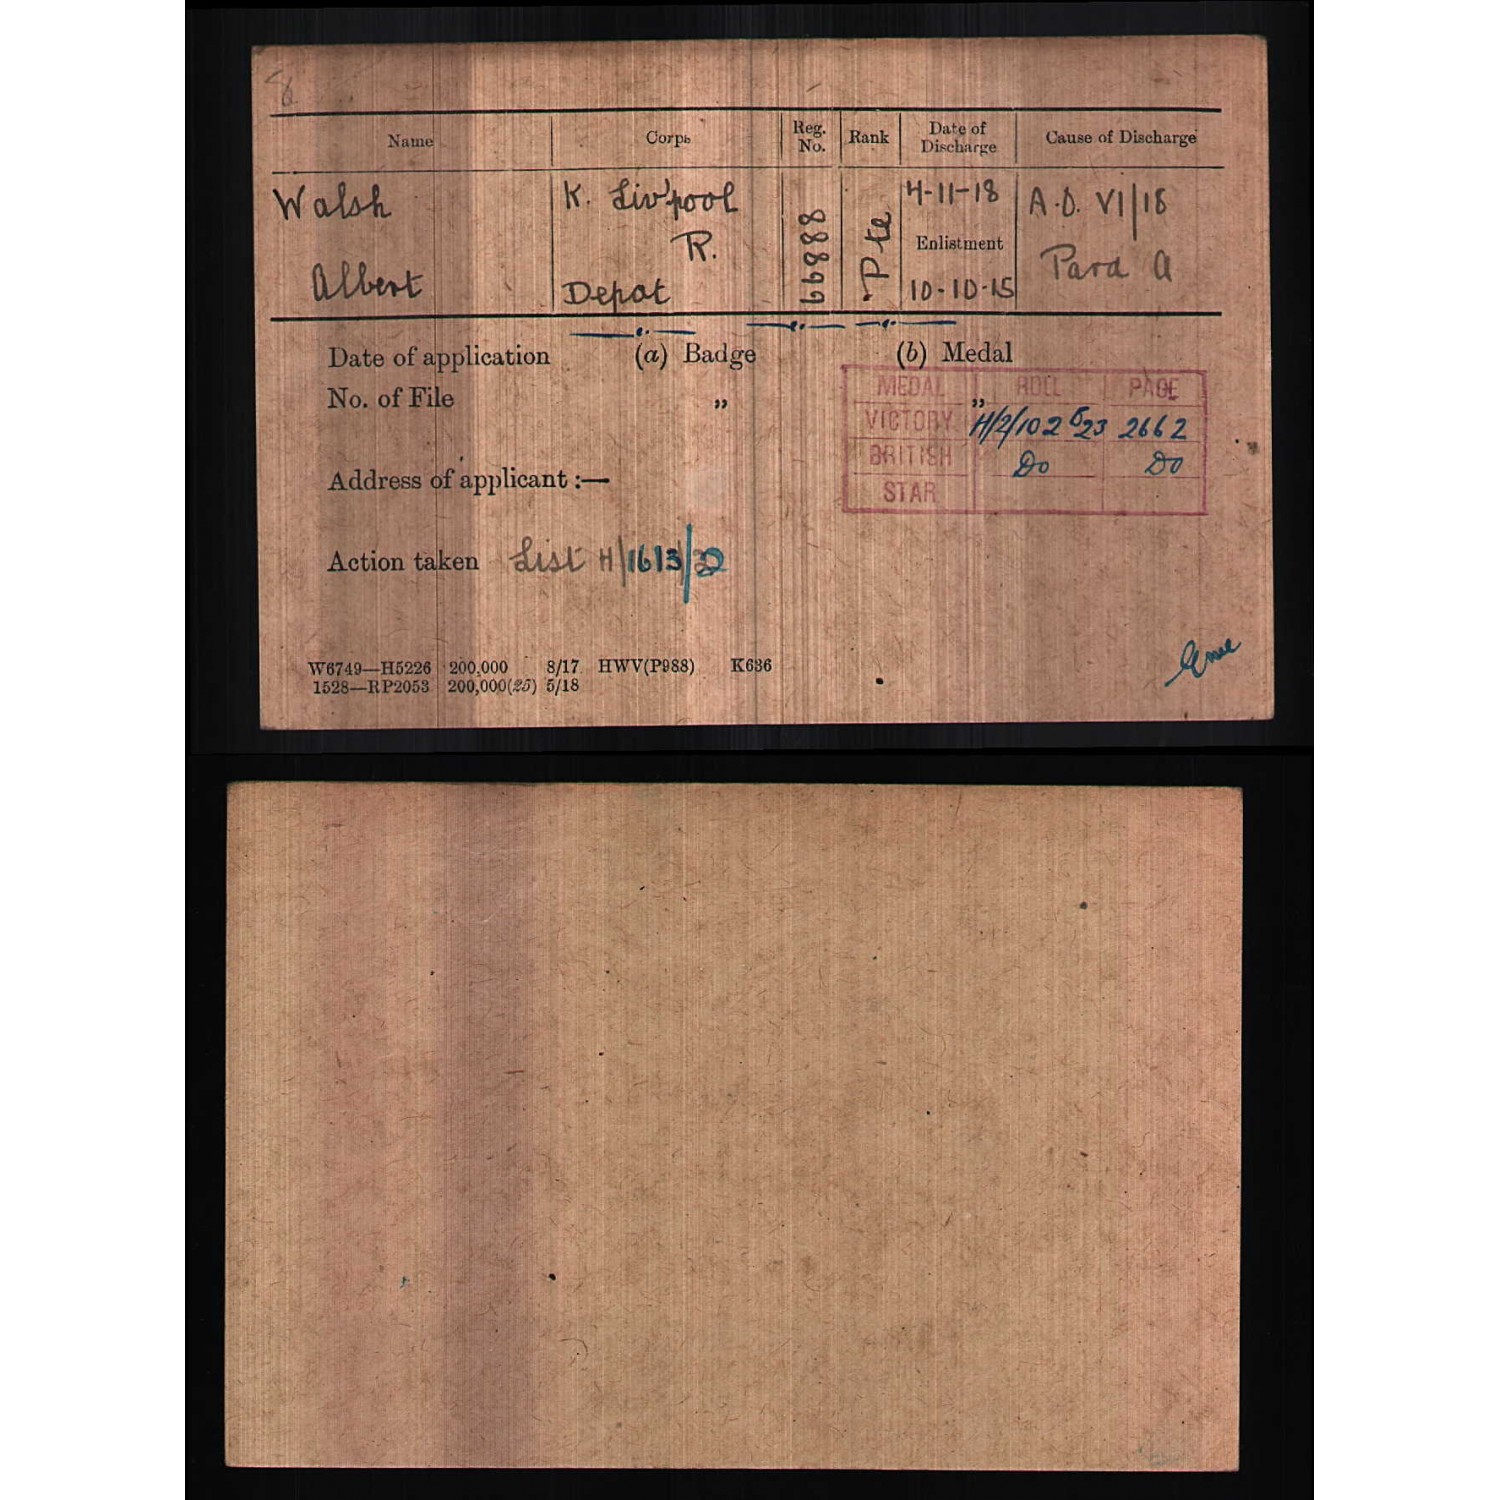 Name Corps Reg. No. Rank Date of Discharge Cause of Discharge
Walsh K. Liv'pool 88899 Pte 4-11-18 A.O. VI/18
R. Enlistment Para A
Albert Depot 10-10-15
Date of application (a) Badge (b) Medal
No. of File „ „
MEDAL ROLL PAGE
VICTORY H/2/102 B23 2662
BRITISH Do Do
STAR
Address of applicant :—
Action taken List H/1613/2
W6749—H5226 200,000 8/17 HWV(P988) K636
1528—RP2053 200,000(25) 5/18